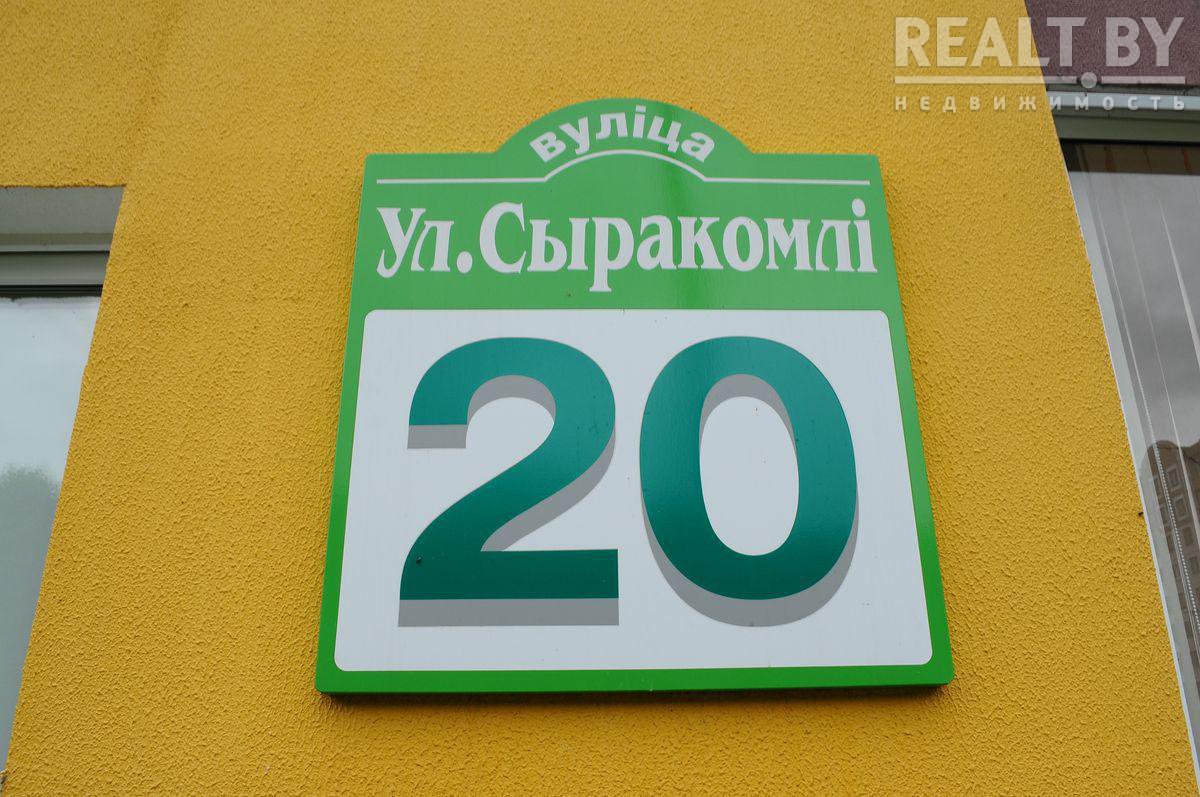 REALT BY
недвижимость
вуліца
Ул.Сыракомлі
20